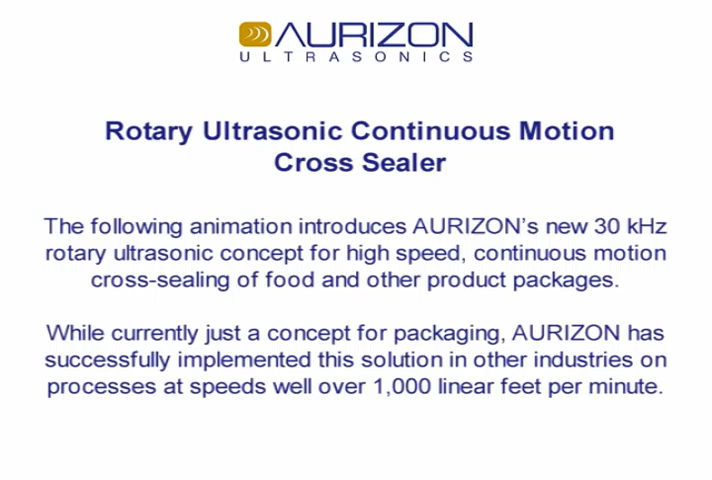 AURIZON
ULTRASONICS
Rotary Ultrasonic Continuous Motion
Cross Sealer
The following animation introduces AURIZON’s new 30 kHz
rotary ultrasonic concept for high speed, continuous motion
cross-sealing of food and other product packages.
While currently just a concept for packaging, AURIZON has
successfully implemented this solution in other industries on
processes at speeds well over 1,000 linear feet per minute.